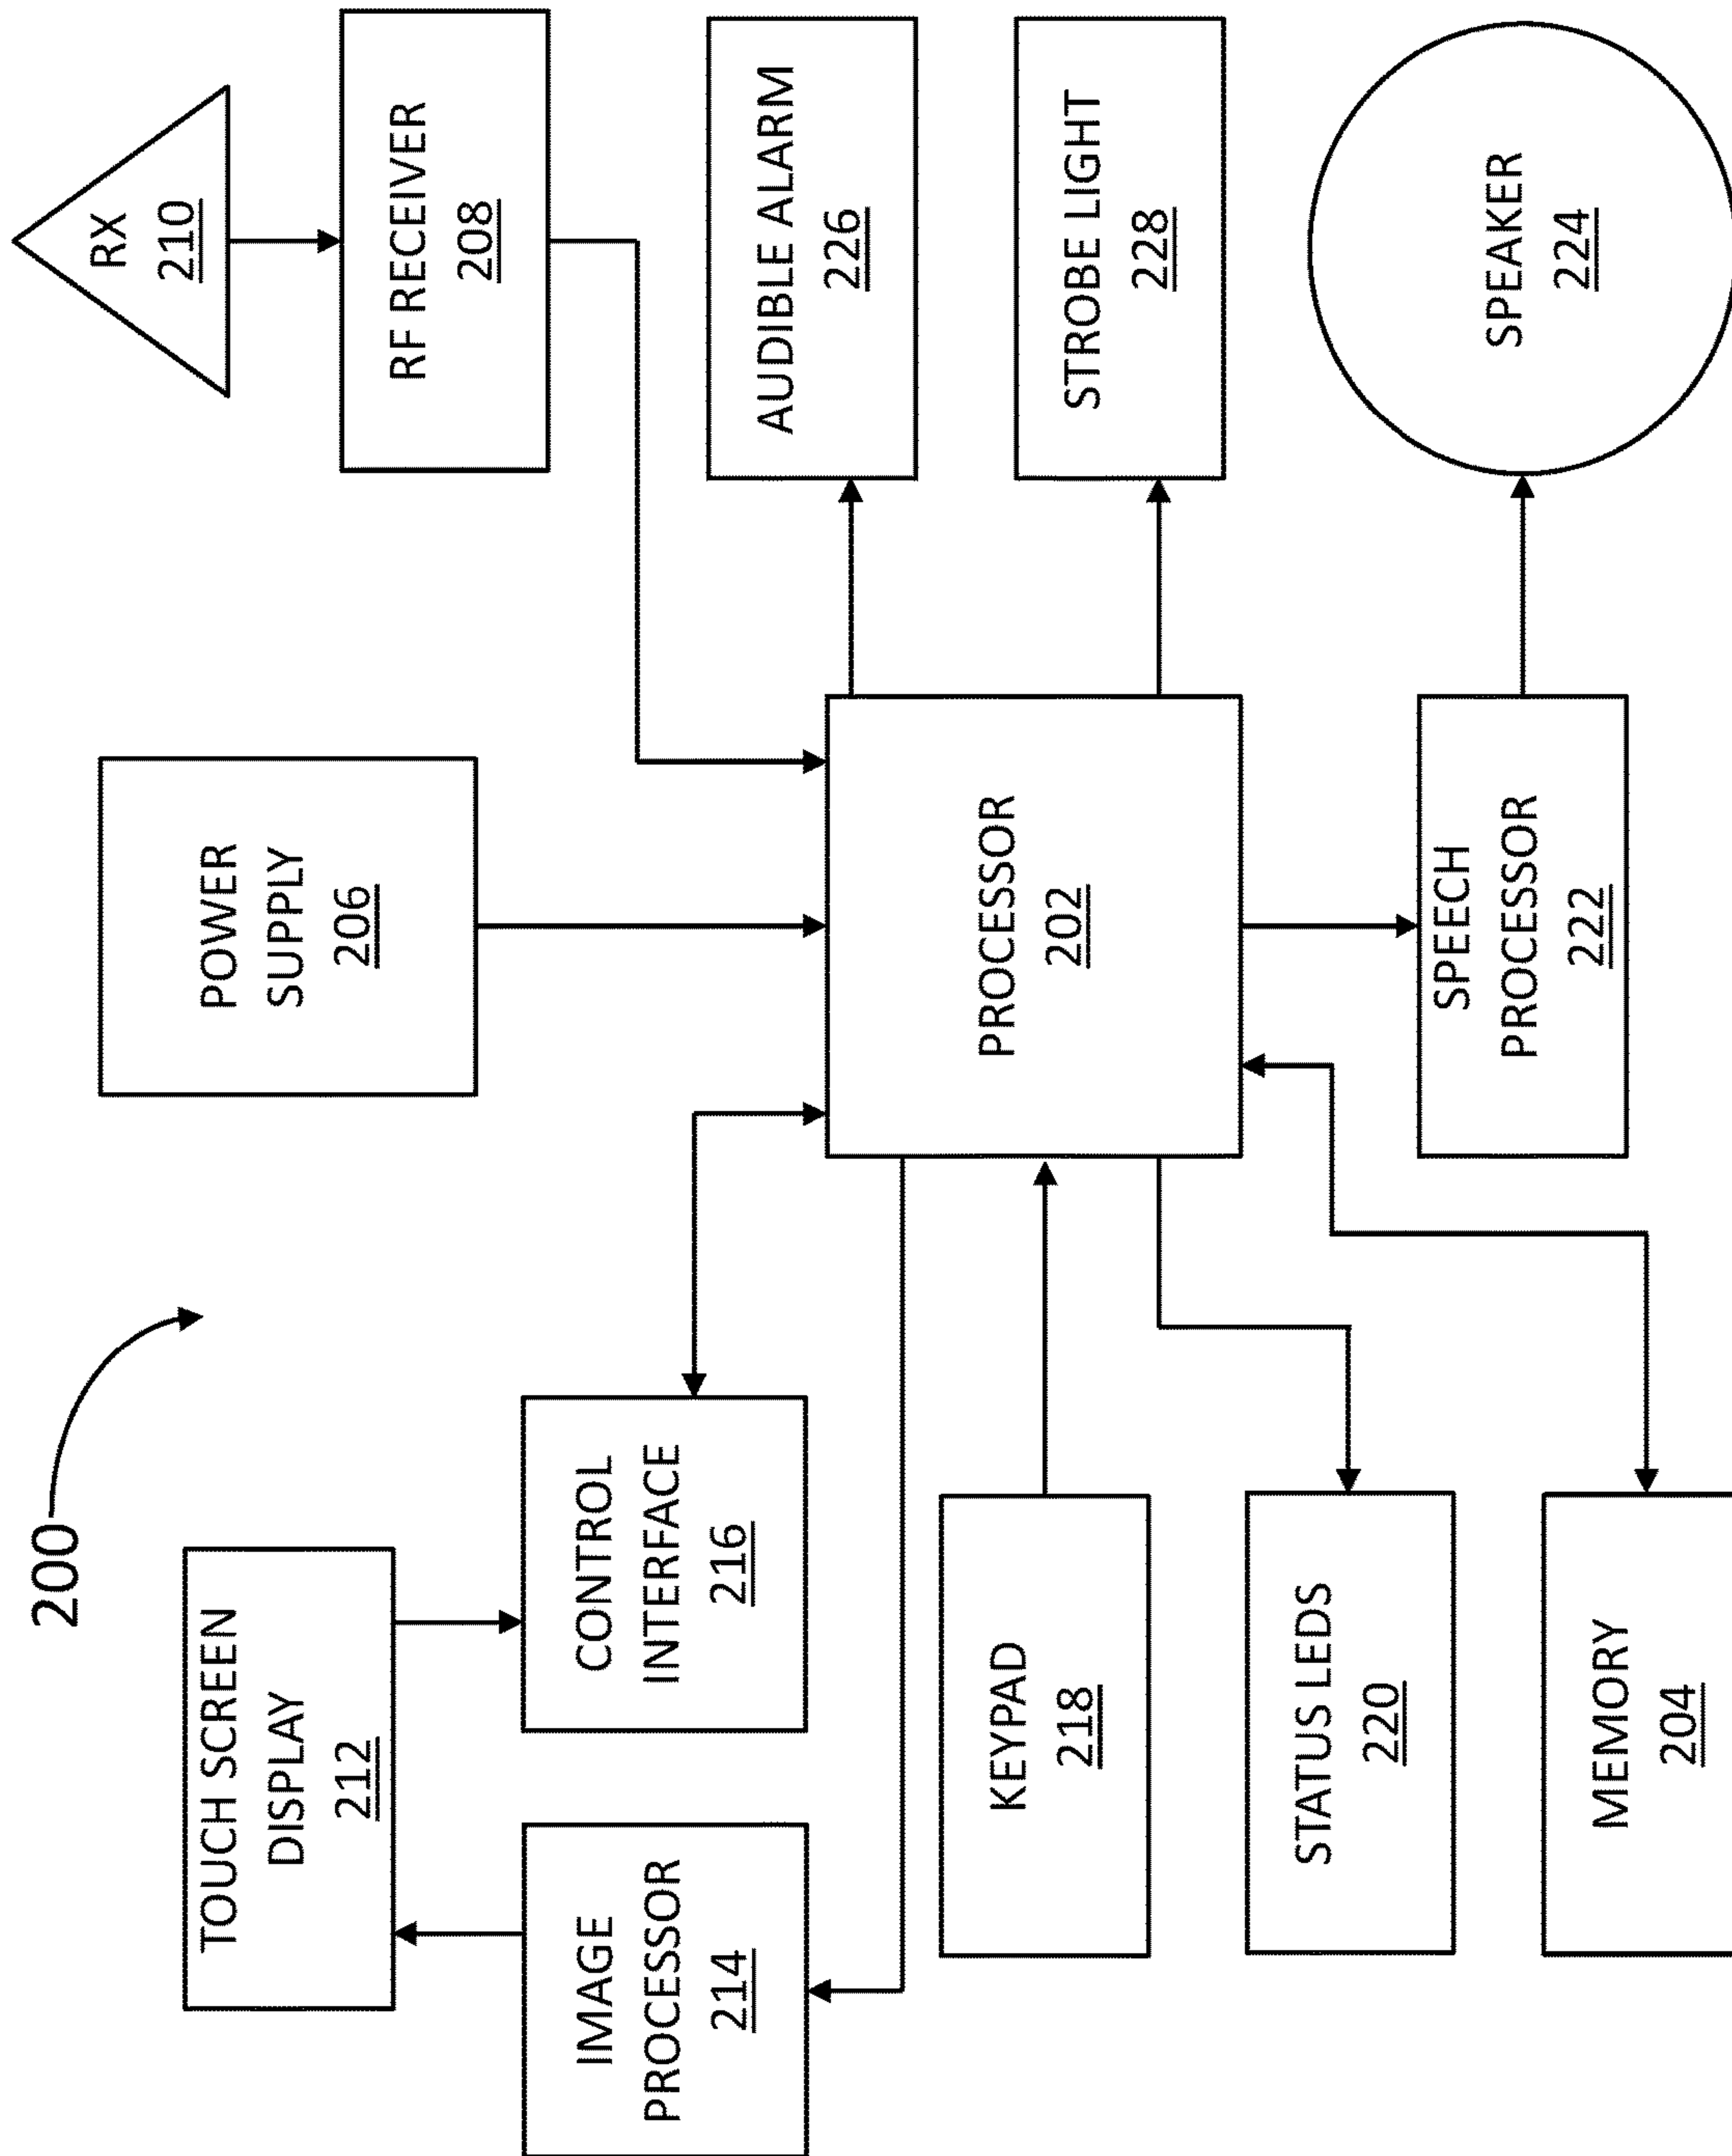 200
TOUCH SCREEN
DISPLAY
212
POWER
SUPPLY
206
RX
210
RF RECEIVER
208
IMAGE
PROCESSOR
214
CONTROL
INTERFACE
216
AUDIBLE ALARM
226
KEYPAD
218
PROCESSOR
202
STROBE LIGHT
228
STATUS LEDS
220
SPEECH
PROCESSOR
222
SPEAKER
224
MEMORY
204